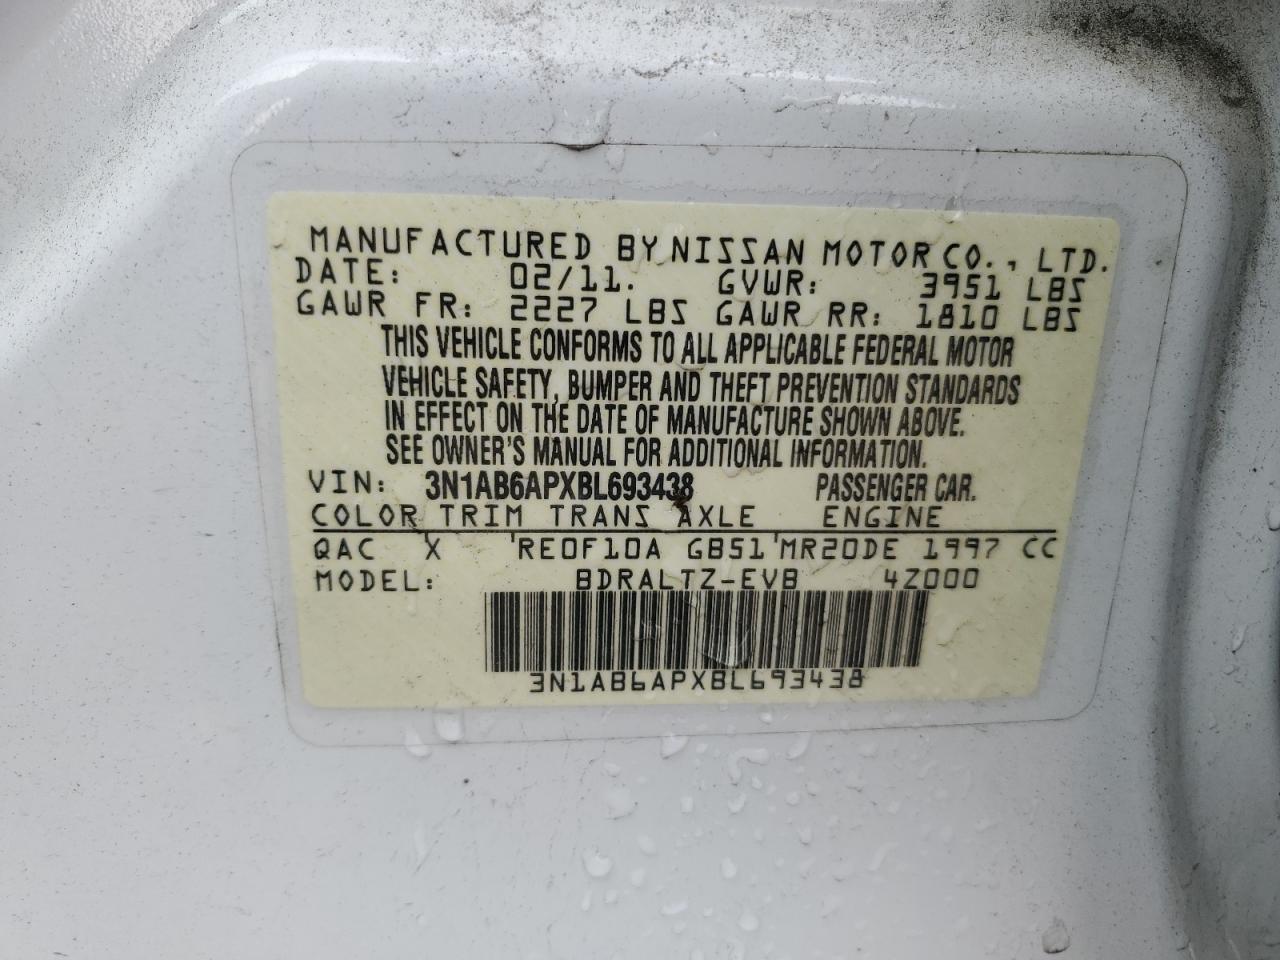 MANUFACTURED BY NISSAN MOTOR CO., LTD.
DATE: 02/11. GVWR: 3951 LBS
GAWR FR: 2227 LBS GAWR RR: 1810 LBS
THIS VEHICLE CONFORMS TO ALL APPLICABLE FEDERAL MOTOR
VEHICLE SAFETY, BUMPER AND THEFT PREVENTION STANDARDS
IN EFFECT ON THE DATE OF MANUFACTURE SHOWN ABOVE.
SEE OWNER'S MANUAL FOR ADDITIONAL INFORMATION.
VIN: 3N1AB6APXBL693438 PASSENGER CAR.
COLOR TRIM TRANS AXLE ENGINE
QAC X RE0F10A GB51 MR20DE 1997 CC
MODEL: BDRALTZ-EVB 4Z000
3N1AB6APXBL693438